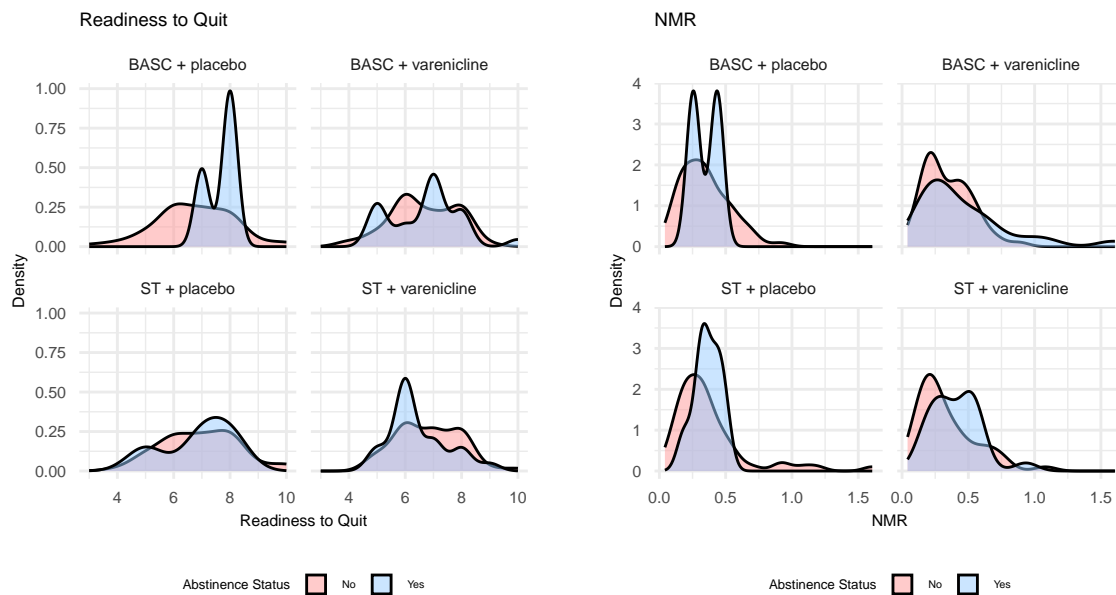 Readiness to Quit
BASC + placebo
BASC + varenicline
1.00
0.75
0.50
0.25
0.00
ST + placebo
ST + varenicline
1.00
0.75
0.50
0.25
0.00
4 6 8 10
4 6 8 10
Density
Readiness to Quit
Abstinence Status No Yes
NMR
BASC + placebo
BASC + varenicline
4
3
2
1
0
ST + placebo
ST + varenicline
4
3
2
1
0
0.0 0.5 1.0 1.5
0.0 0.5 1.0 1.5
Density
NMR
Abstinence Status No Yes